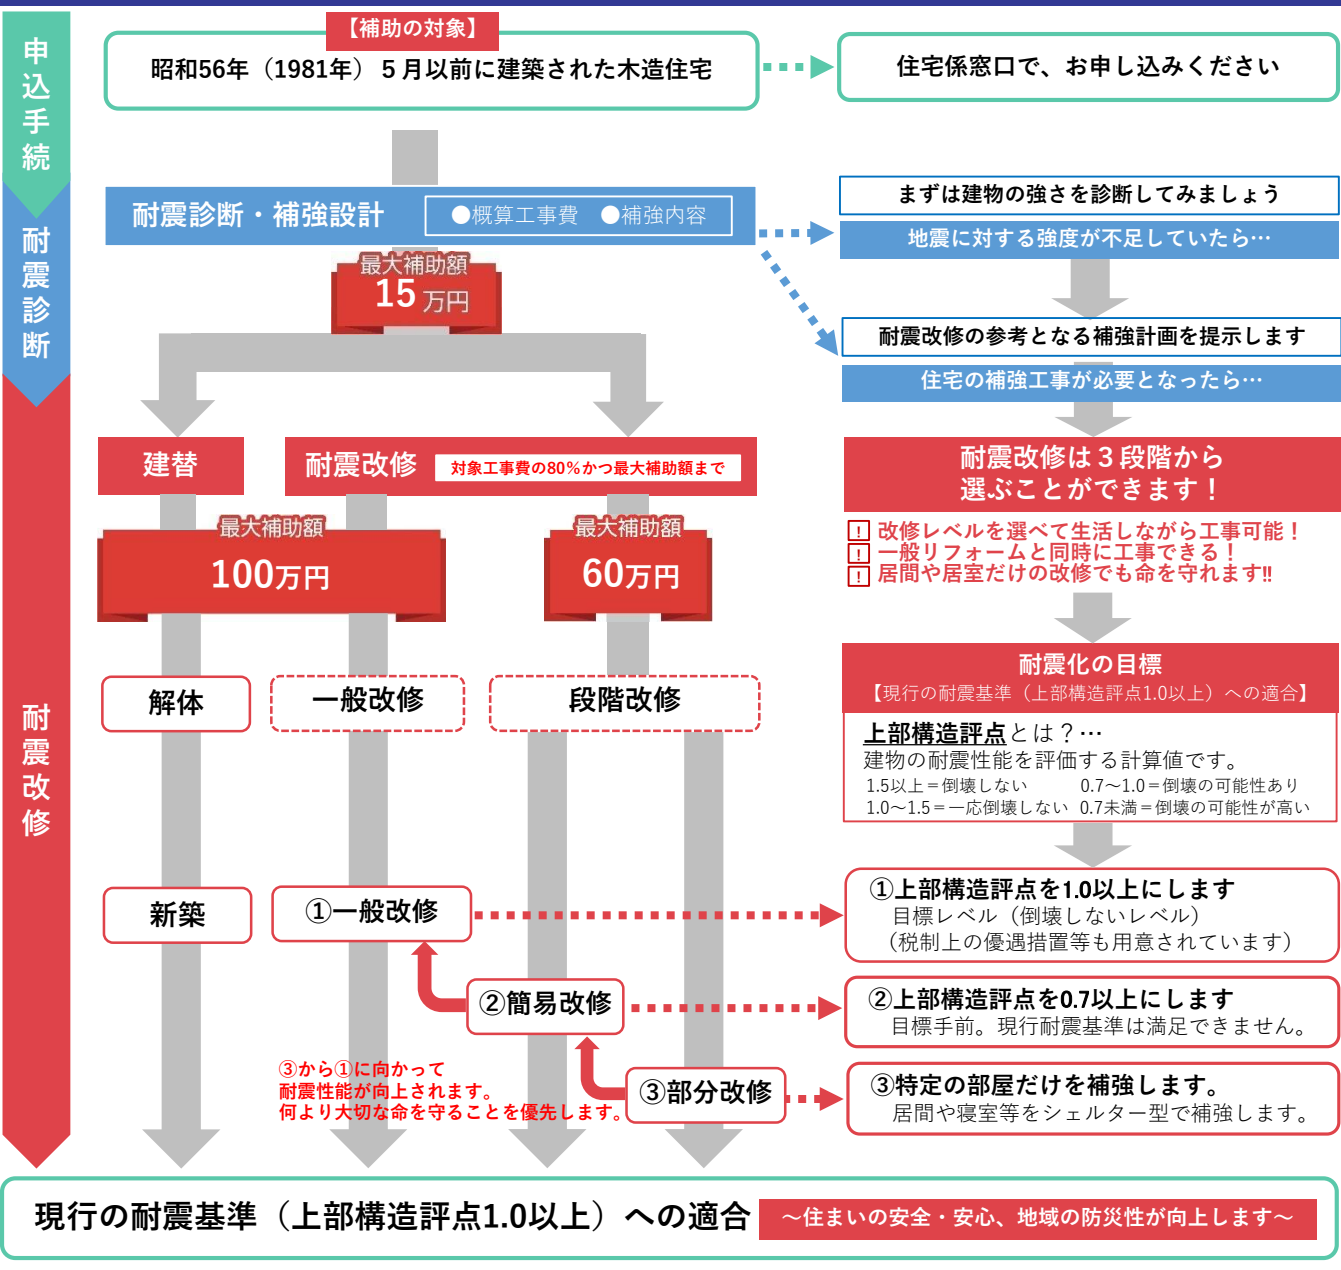 申込手続
【補助の対象】
昭和56年（1981年）５月以前に建築された木造住宅
住宅係窓口で、お申し込みください
耐震診断
耐震診断・補強設計
●概算工事費 ●補強内容
最大補助額
15万円
まずは建物の強さを診断してみましょう
地震に対する強度が不足していたら…
耐震改修の参考となる補強計画を提示します
住宅の補強工事が必要となったら…
耐震改修
建替
耐震改修
対象工事費の80%かつ最大補助額まで
最大補助額
100万円
最大補助額
60万円
耐震改修は３段階から
選ぶことができます！
! 改修レベルを選べて生活しながら工事可能！
! 一般リフォームと同時に工事できる！
! 居間や居室だけの改修でも命を守れます!!
解体
一般改修
段階改修
耐震化の目標
【現行の耐震基準（上部構造評点1.0以上）への適合】
上部構造評点とは？…
建物の耐震性能を評価する計算値です。
1.5以上＝倒壊しない 0.7～1.0＝倒壊の可能性あり
1.0～1.5＝一応倒壊しない 0.7未満＝倒壊の可能性が高い
新築
①一般改修
①上部構造評点を1.0以上にします
目標レベル（倒壊しないレベル）
（税制上の優遇措置等も用意されています）
②簡易改修
②上部構造評点を0.7以上にします
目標手前。現行耐震基準は満足できません。
③から①に向かって
耐震性能が向上されます。
何より大切な命を守ることを優先します。
③部分改修
③特定の部屋だけを補強します。
居間や寝室等をシェルター型で補強します。
現行の耐震基準（上部構造評点1.0以上）への適合
～住まいの安全・安心、地域の防災性が向上します～